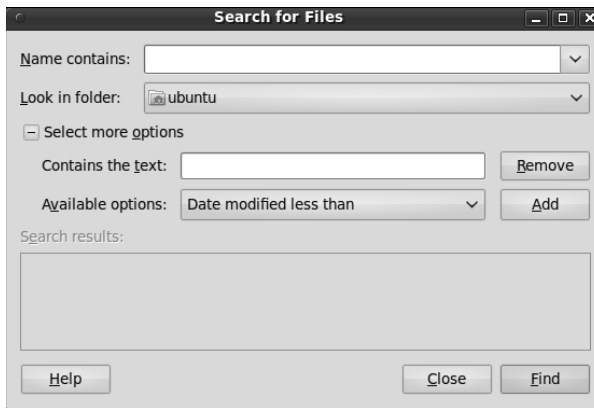 Search for Files
Name contains:
Look in folder: ubuntu
Select more options
Contains the text: Remove
Available options: Date modified less than Add
Search results:
Help Close Find